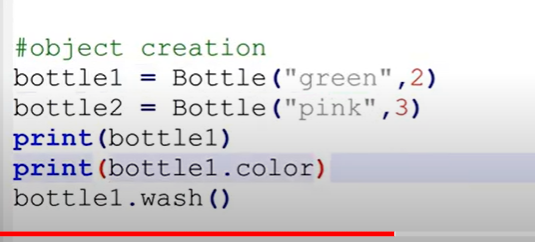 #object creation
bottle1 = Bottle("green",2)
bottle2 = Bottle("pink",3)
print(bottle1)
print(bottle1.color)
bottle1.wash()